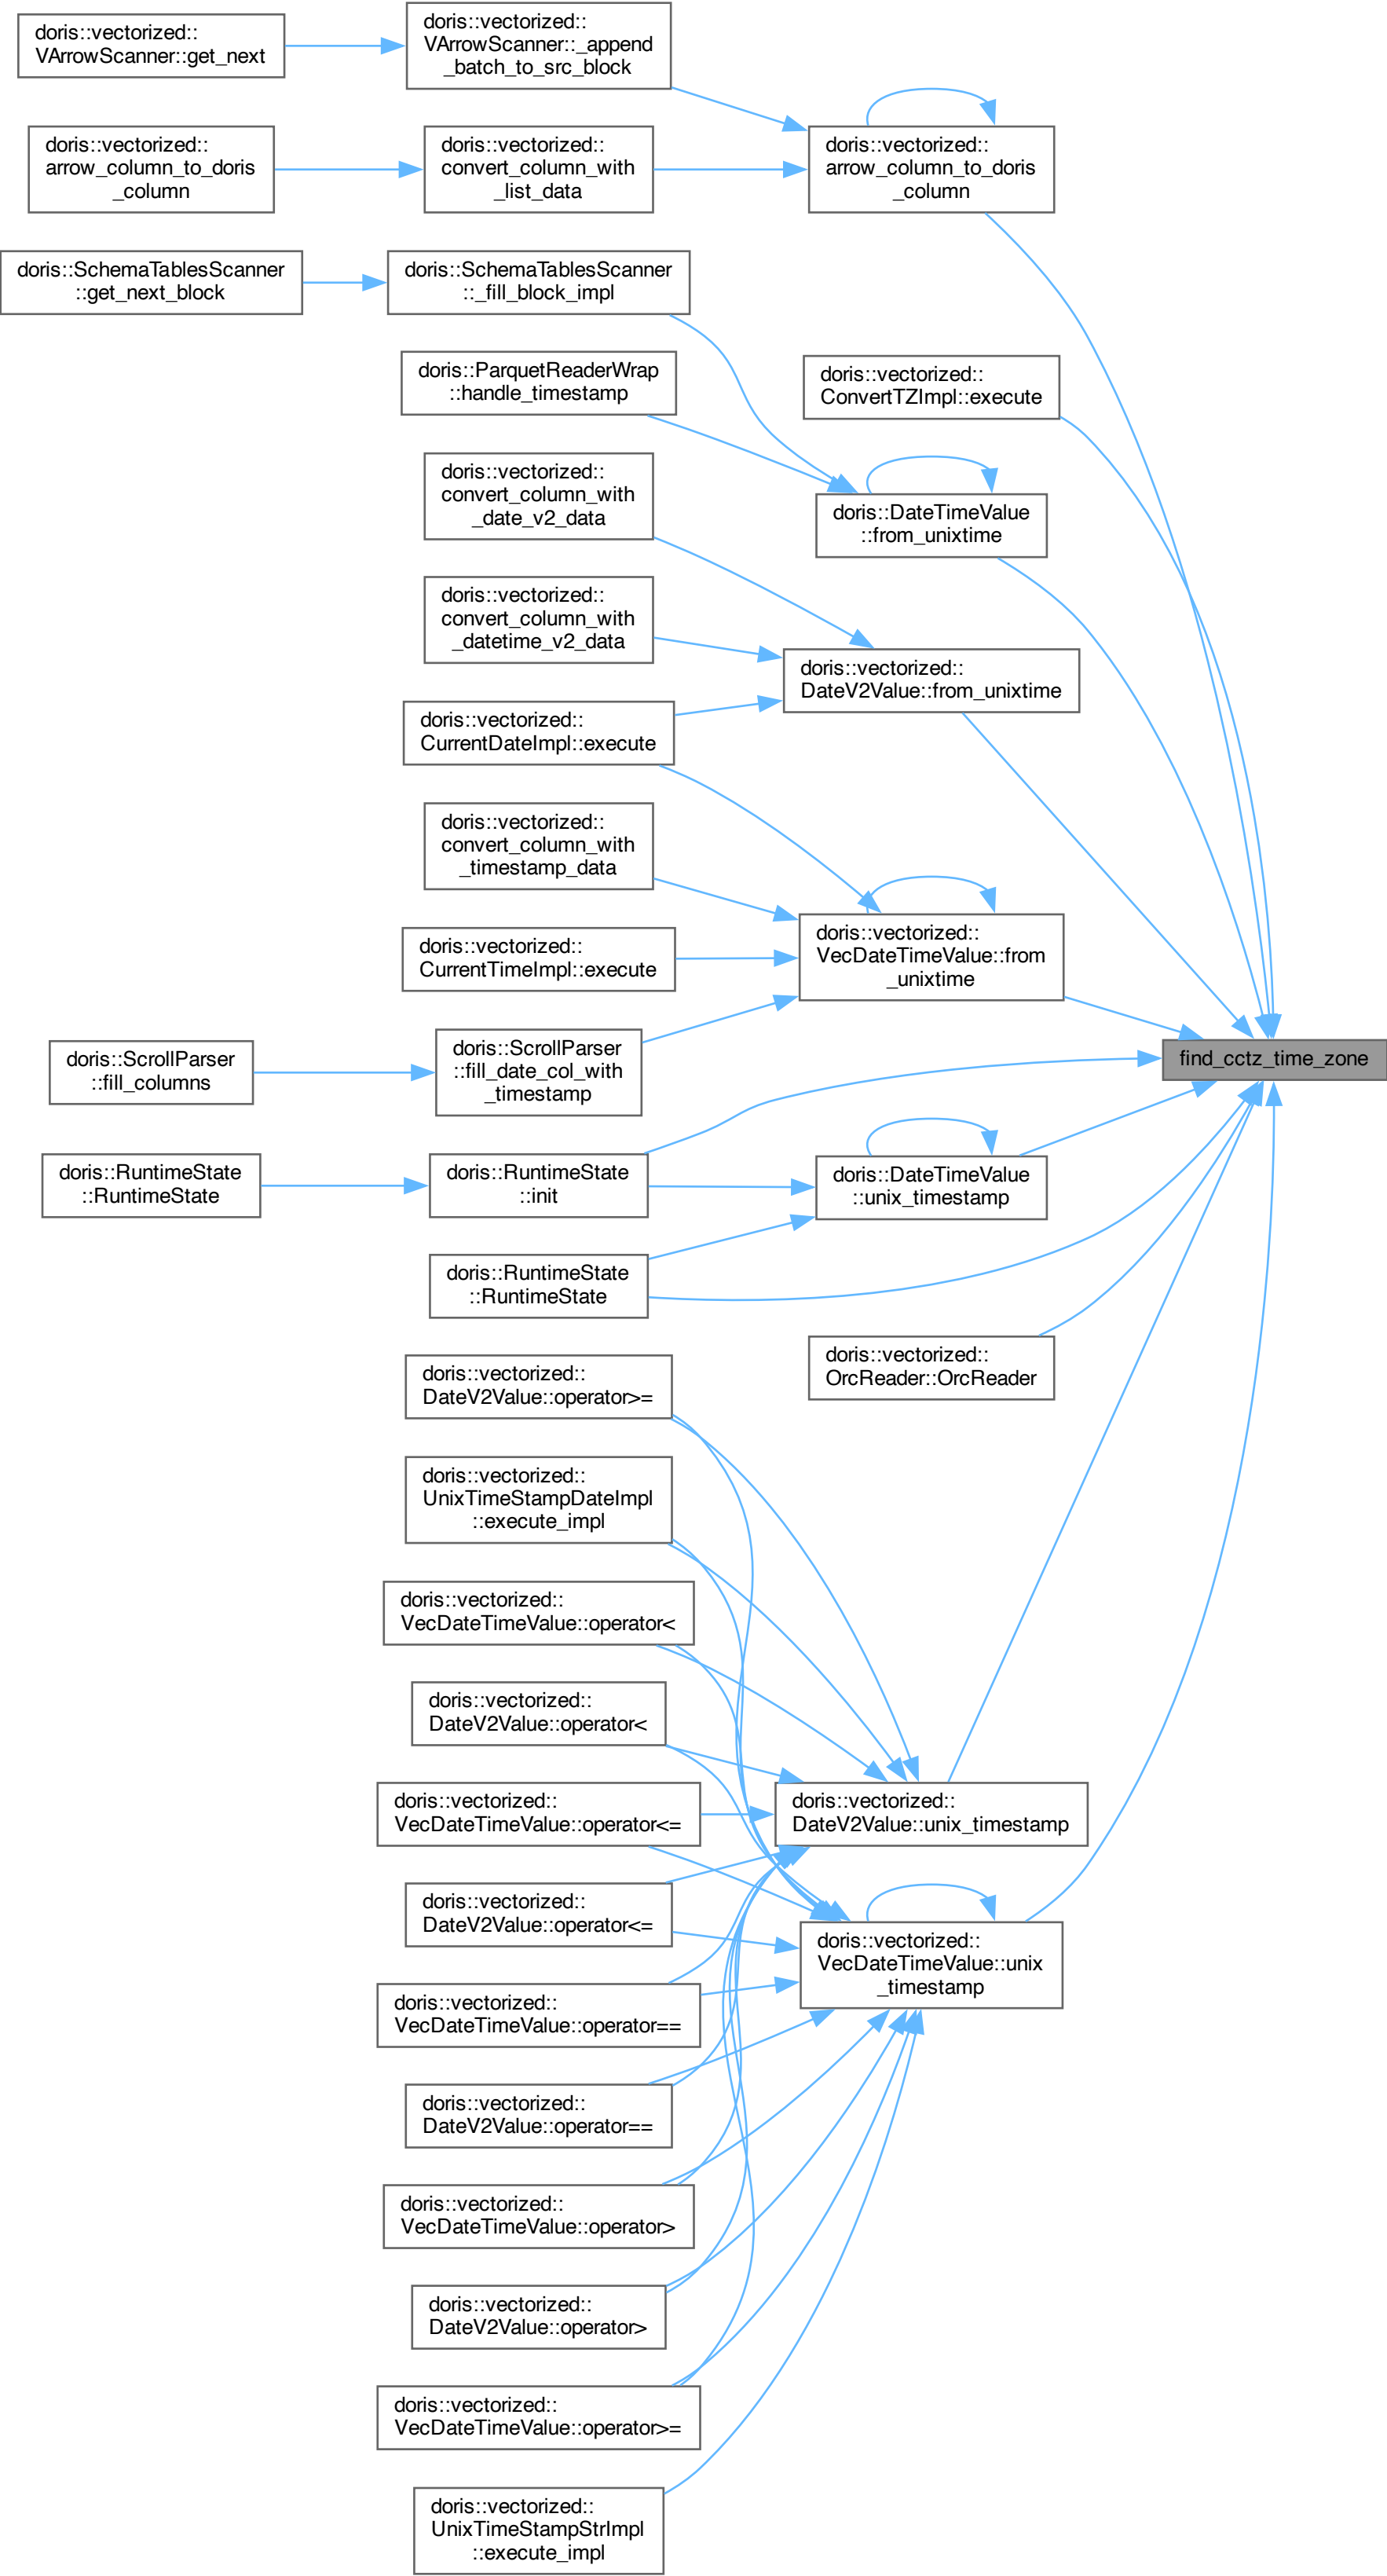 doris::vectorized::
VArrowScanner::get_next
doris::vectorized::
VArrowScanner::_append
_batch_to_src_block
doris::vectorized::
arrow_column_to_doris
_column
doris::vectorized::
convert_column_with
_list_data
doris::vectorized::
arrow_column_to_doris
_column
doris::SchemaTablesScanner
::get_next_block
doris::SchemaTablesScanner
::_fill_block_impl
doris::ParquetReaderWrap
::handle_timestamp
doris::vectorized::
ConvertTZImpl::execute
doris::vectorized::
convert_column_with
_date_v2_data
doris::DateTimeValue
::from_unixtime
doris::vectorized::
convert_column_with
_datetime_v2_data
doris::vectorized::
DateV2Value::from_unixtime
doris::vectorized::
CurrentDateImpl::execute
doris::vectorized::
convert_column_with
_timestamp_data
doris::vectorized::
CurrentTimeImpl::execute
doris::vectorized::
VecDateTimeValue::from
_unixtime
doris::ScrollParser
::fill_columns
doris::ScrollParser
::fill_date_col_with
_timestamp
find_cctz_time_zone
doris::RuntimeState
::RuntimeState
doris::RuntimeState
::init
doris::DateTimeValue
::unix_timestamp
doris::RuntimeState
::RuntimeState
doris::vectorized::
OrcReader::OrcReader
doris::vectorized::
DateV2Value::operator>=
doris::vectorized::
UnixTimeStampDateImpl
::execute_impl
doris::vectorized::
VecDateTimeValue::operator<
doris::vectorized::
DateV2Value::operator<
doris::vectorized::
VecDateTimeValue::operator<=
doris::vectorized::
DateV2Value::unix_timestamp
doris::vectorized::
DateV2Value::operator<=
doris::vectorized::
VecDateTimeValue::unix
_timestamp
doris::vectorized::
VecDateTimeValue::operator==
doris::vectorized::
DateV2Value::operator==
doris::vectorized::
VecDateTimeValue::operator>
doris::vectorized::
DateV2Value::operator>
doris::vectorized::
VecDateTimeValue::operator>=
doris::vectorized::
UnixTimeStampStrImpl
::execute_impl